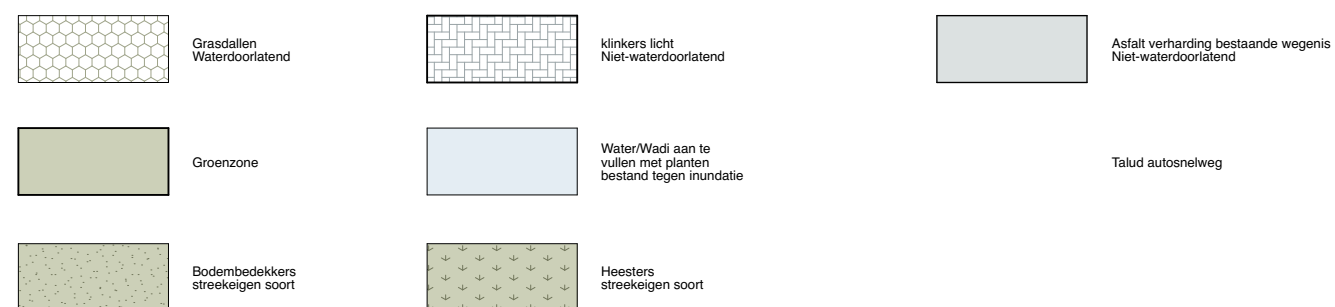 Grasdallen
Waterdoorlatend
klinkers licht
Niet-waterdoorlatend
Asfalt verharding bestaande wegenis
Niet-waterdoorlatend
Groenzone
Water/Wadi aan te
vullen met planten
bestand tegen inundatie
Talud autosnelweg
Bodembedekkers
streekeigen soort
Heesters
streekeigen soort